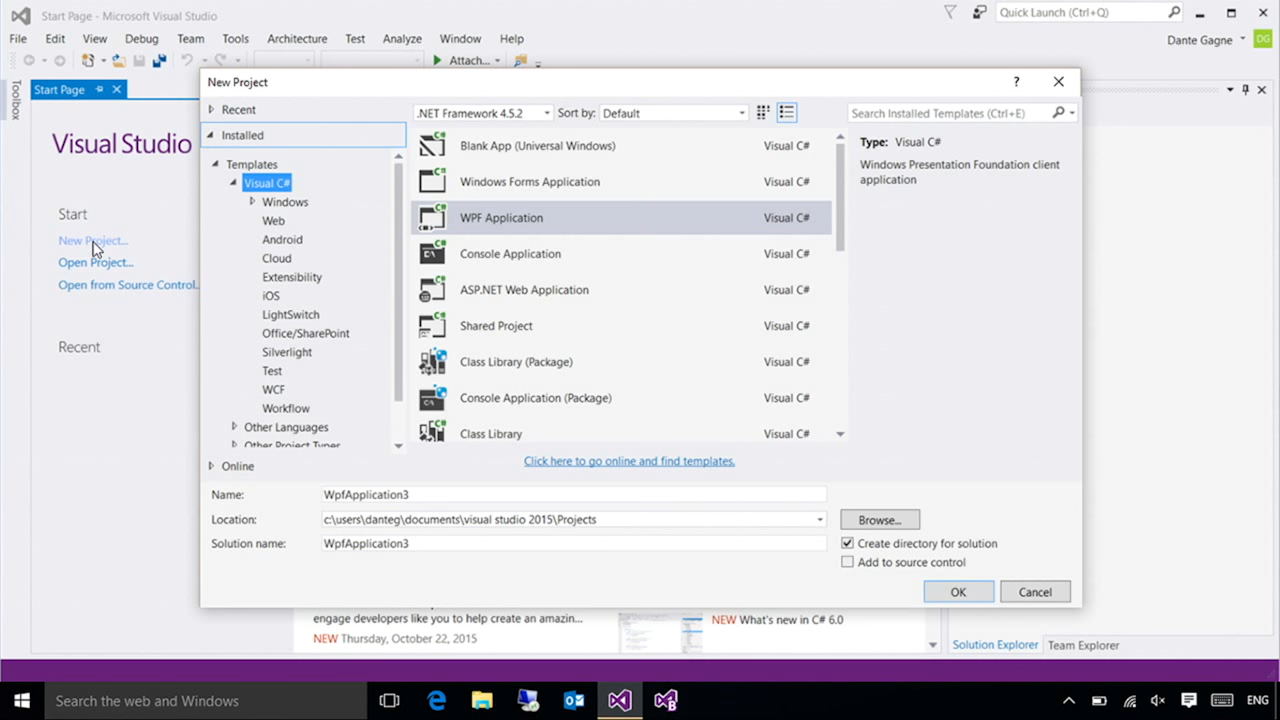 Start Page - Microsoft Visual Studio
Quick Launch (Ctrl+Q)
File Edit View Debug Team Tools Architecture Test Analyze Window Help
Dante Gagne DG
Attach...
Toolbox
Start Page
Visual Studio
Start
New Project...
Open Project...
Open from Source Control...
Recent
New Project
?
Recent
Installed
Templates
Visual C#
Windows
Web
Android
Cloud
Extensibility
iOS
LightSwitch
Office/SharePoint
Silverlight
Test
WCF
Workflow
Other Languages
Other Project Types
Online
.NET Framework 4.5.2 Sort by: Default
Search Installed Templates (Ctrl+E)
Blank App (Universal Windows) Visual C#
Windows Forms Application Visual C#
WPF Application Visual C#
Console Application Visual C#
ASP.NET Web Application Visual C#
Shared Project Visual C#
Class Library (Package) Visual C#
Console Application (Package) Visual C#
Class Library Visual C#
Click here to go online and find templates.
Type: Visual C#
Windows Presentation Foundation client
application
Name: WpfApplication3
Location: c:\users\danteg\documents\visual studio 2015\Projects
Browse...
Solution name: WpfApplication3
Create directory for solution
Add to source control
OK Cancel
engage developers like you to help create an amazin...
NEW Thursday, October 22, 2015
NEW What's new in C# 6.0
Solution Explorer Team Explorer
Search the web and Windows
ENG